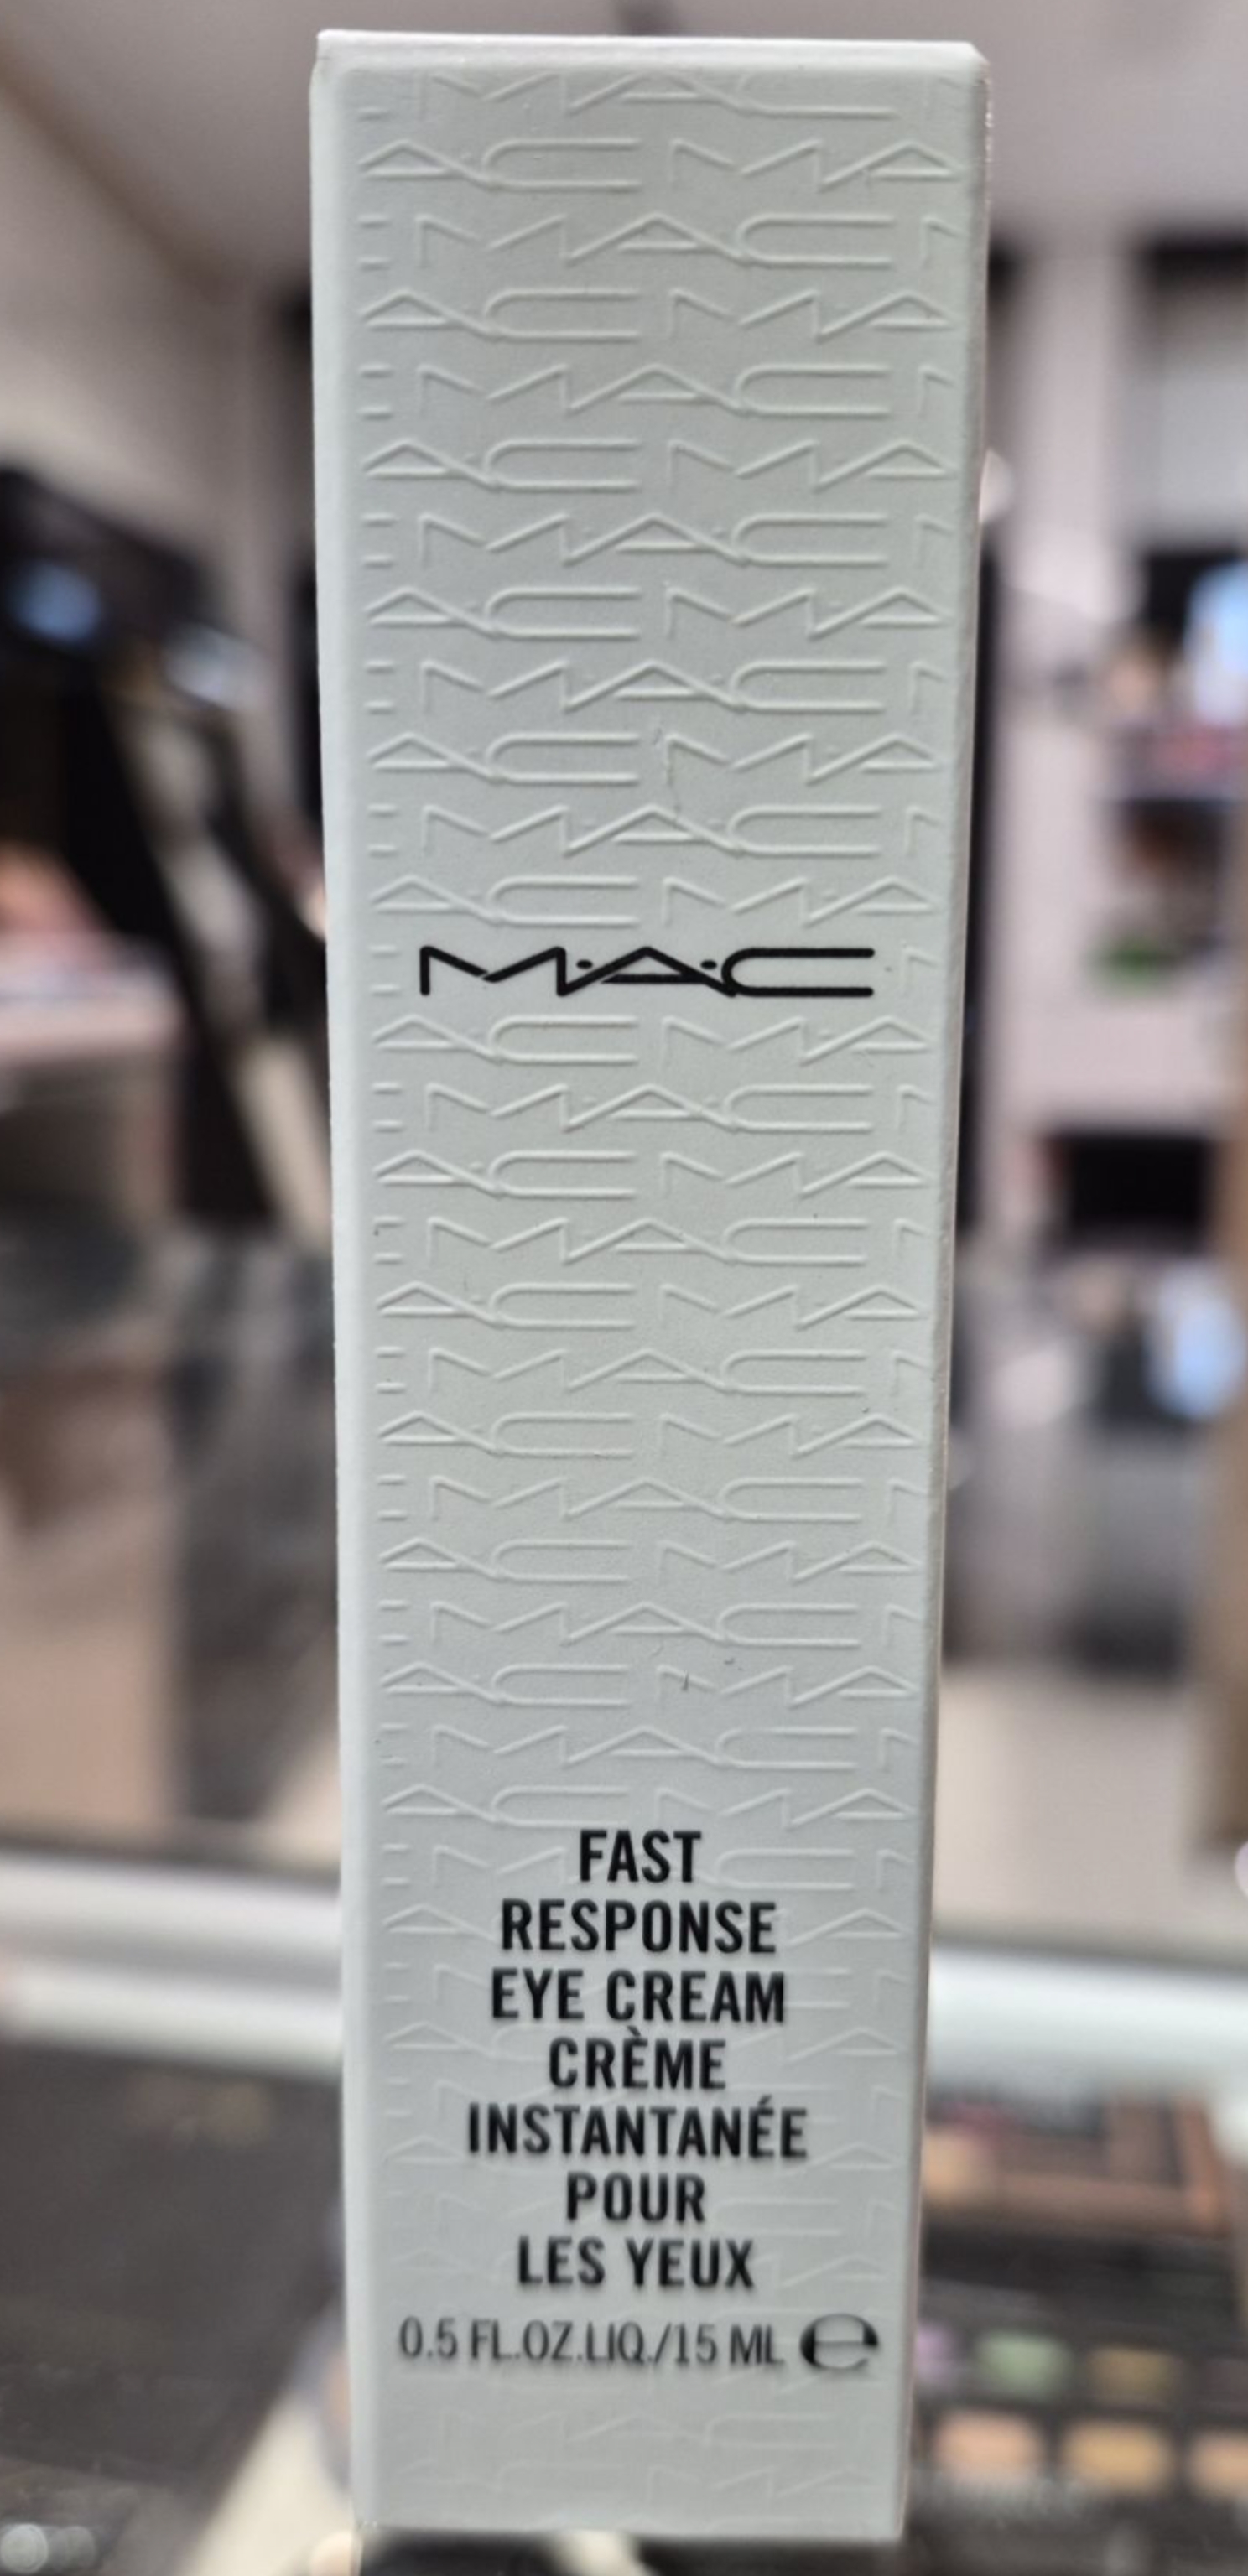 M·A·C
FAST
RESPONSE
EYE CREAM
CRÈME
INSTANTANÉE
POUR
LES YEUX
0.5 FL.OZ.LIQ./15 ML ℮